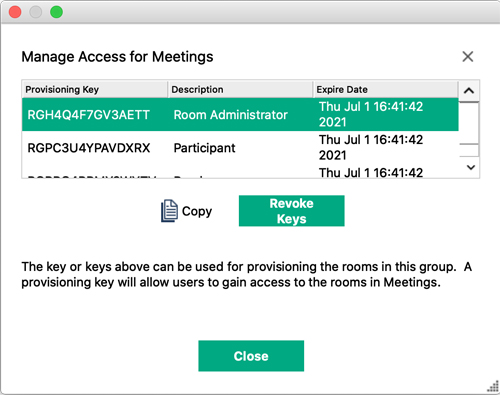 Manage Access for Meetings
Provisioning Key Description Expire Date
RGH4Q4F7GV3AETT Room Administrator Thu Jul 1 16:41:42
2021
RGPC3U4YPAVDXRX Participant Thu Jul 1 16:41:42
2021
Thu Jul 1 16:41:42
Copy
Revoke
Keys
The key or keys above can be used for provisioning the rooms in this group. A
provisioning key will allow users to gain access to the rooms in Meetings.
Close